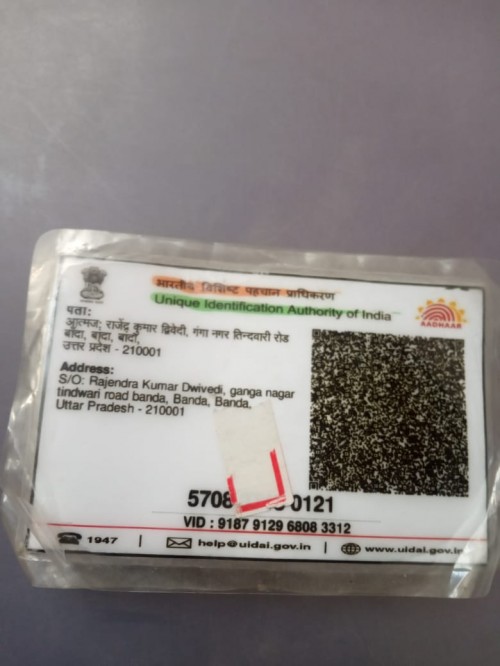 भारतीय विशिष्ट पहचान प्राधिकरण
Unique Identification Authority of India
AADHAAR
पता:
आत्मज: राजेंद्र कुमार द्विवेदी, गंगा नगर तिन्दवारी रोड
बांदा, बांदा, बांदा,
उत्तर प्रदेश - 210001
Address:
S/O: Rajendra Kumar Dwivedi, ganga nagar
tindwari road banda, Banda, Banda,
Uttar Pradesh - 210001
5708 0121
VID : 9187 9129 6808 3312
1947 | help@uidai.gov.in | www.uidai.gov.in